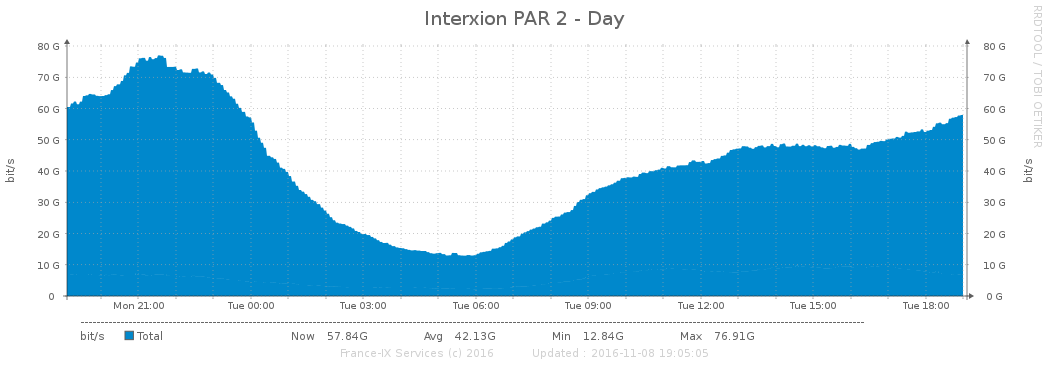 Interxion PAR 2 - Day
RRDTOOL / TOBI OETIKER
bit/s
80 G 80 G
70 G 70 G
60 G 60 G
50 G 50 G
40 G 40 G
30 G 30 G
20 G 20 G
10 G 10 G
0 0 G
bit/s
Mon 21:00 Tue 00:00 Tue 03:00 Tue 06:00 Tue 09:00 Tue 12:00 Tue 15:00 Tue 18:00
bit/s Total Now 57.84G Avg 42.13G Min 12.84G Max 76.91G
France-IX Services (c) 2016 Updated : 2016-11-08 19:05:05